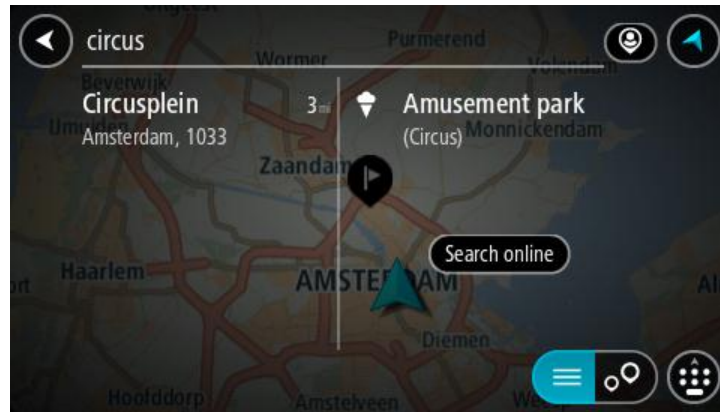 circus
Circusplein
3 mi
Amsterdam, 1033
Amusement park
(Circus)
Search online
Wormer
Purmerend
Volendam
Beverwijk
Monnickendam
Zaandam
Haarlem
AMSTERDAM
Diemen
Hoofddorp
Amstelveen